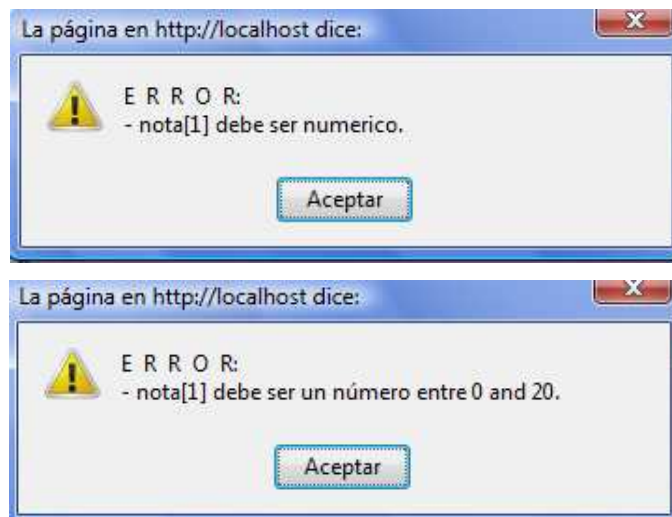 La página en http://localhost dice:
E R R O R:
- nota[1] debe ser numerico.
Aceptar
La página en http://localhost dice:
E R R O R:
- nota[1] debe ser un número entre 0 and 20.
Aceptar